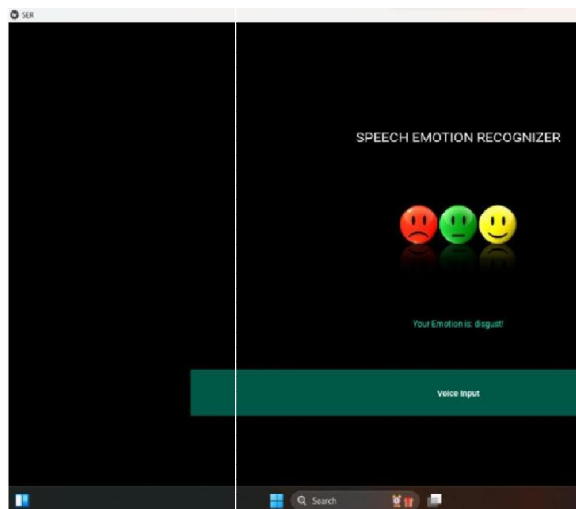 SER
SPEECH EMOTION RECOGNIZER
Your Emotion is: disgust!
Voice Input
Search